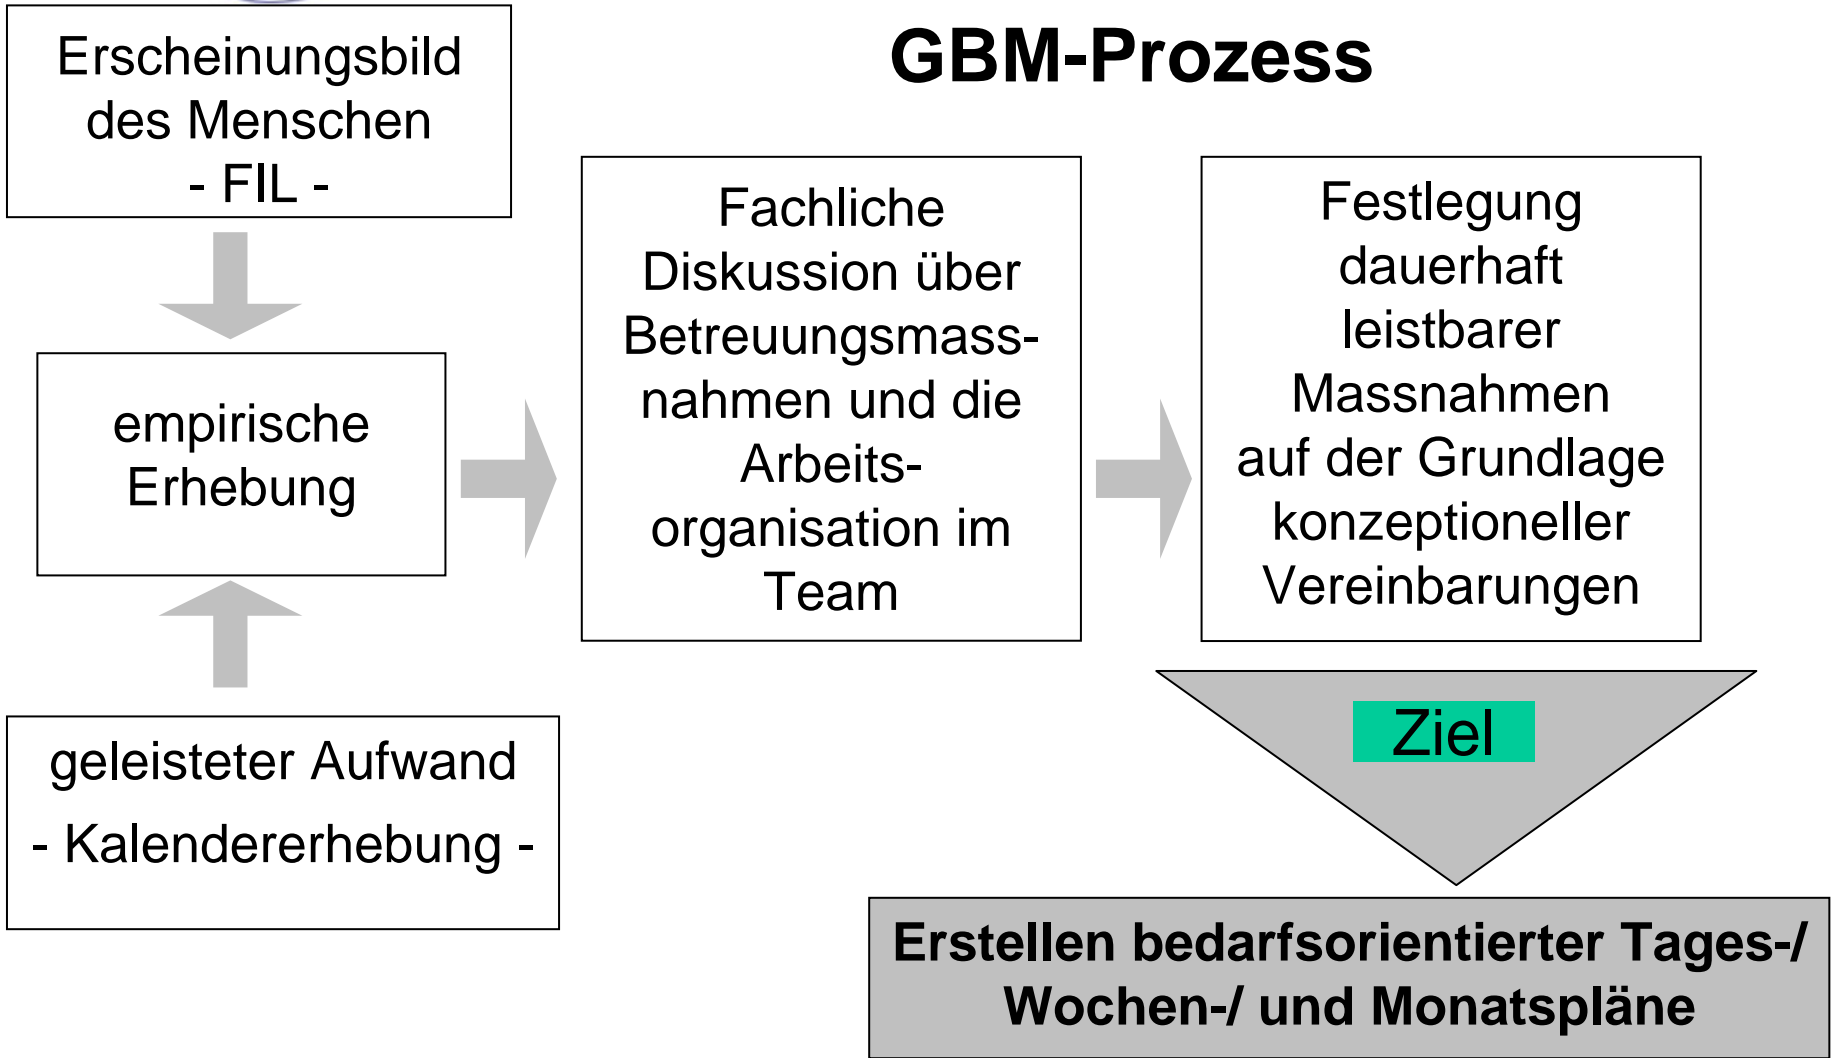 GBM-Prozess
Erscheinungsbild
des Menschen
- FIL -
empirische
Erhebung
geleisteter Aufwand
- Kalendererhebung -
Fachliche
Diskussion über
Betreuungsmass-
nahmen und die
Arbeits-
organisation im
Team
Festlegung
dauerhaft
leistbarer
Massnahmen
auf der Grundlage
konzeptioneller
Vereinbarungen
Ziel
Erstellen bedarfsorientierter Tages-/
Wochen-/ und Monatspläne